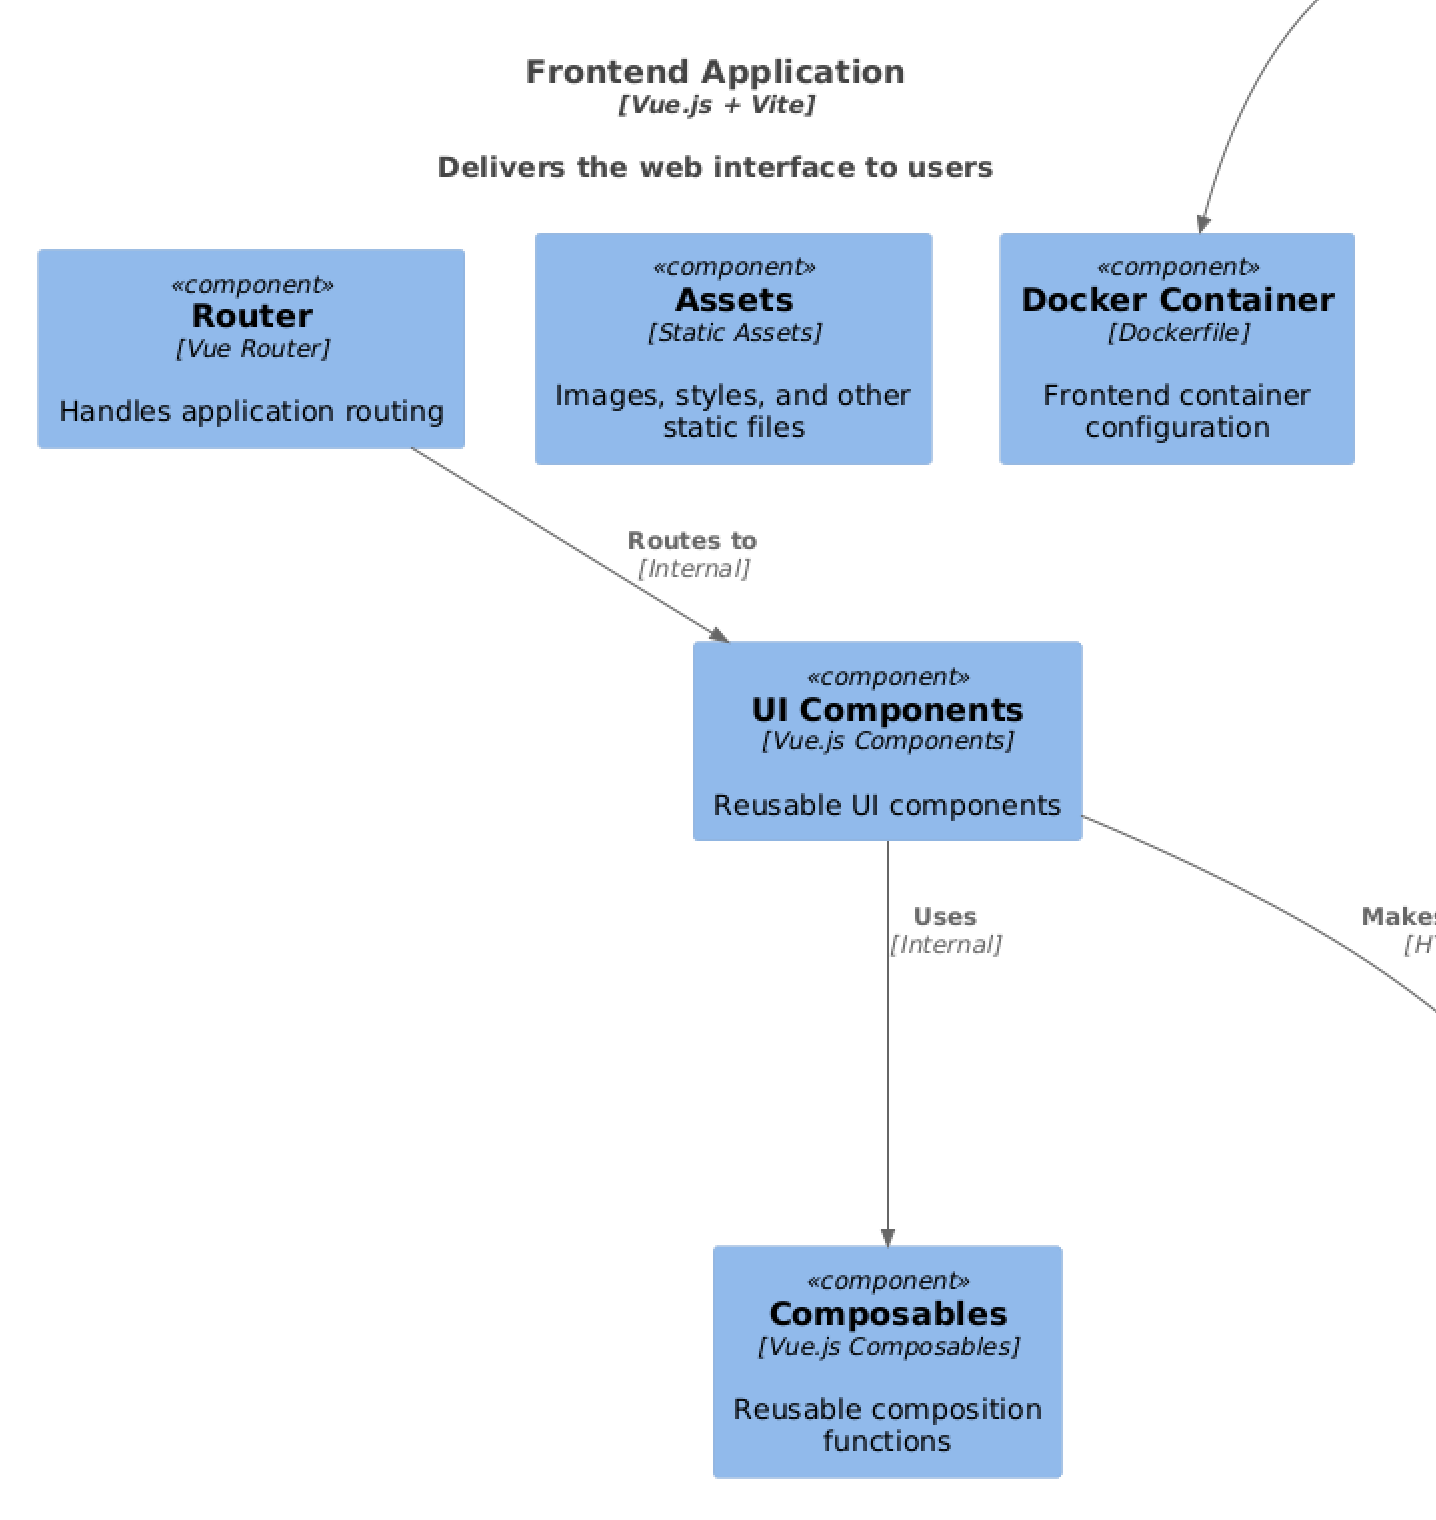 Frontend Application
[Vue.js + Vite]
Delivers the web interface to users
«component»
Router
[Vue Router]
Handles application routing
«component»
Assets
[Static Assets]
Images, styles, and other
static files
«component»
Docker Container
[Dockerfile]
Frontend container
configuration
Routes to
[Internal]
«component»
UI Components
[Vue.js Components]
Reusable UI components
Uses
[Internal]
Makes
«component»
Composables
[Vue.js Composables]
Reusable composition
functions